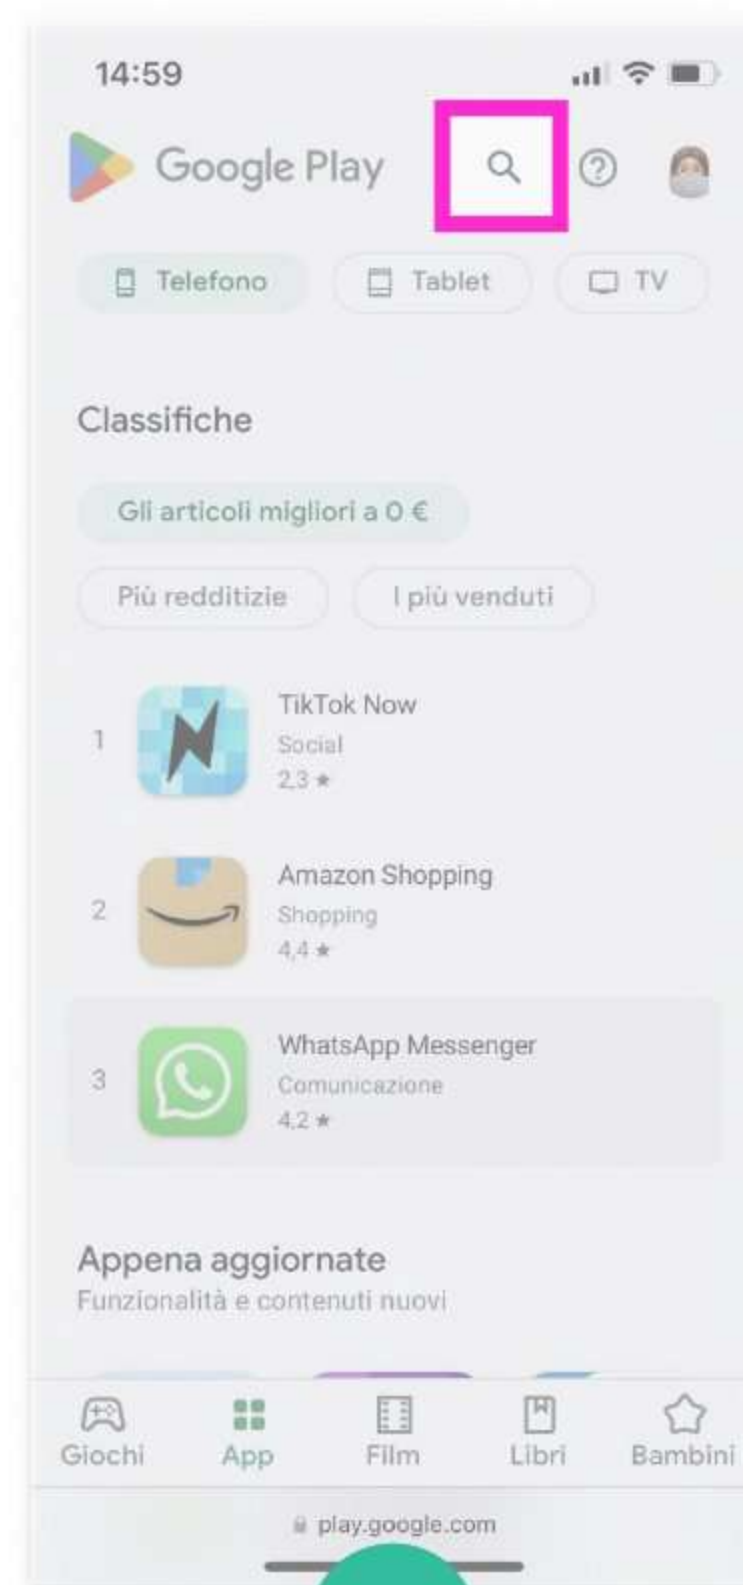 14:59
Google Play
Telefono
Tablet
TV
Classifiche
Gli articoli migliori a 0 €
Più redditizie
I più venduti
1
TikTok Now
Social
2,3 ★
2
Amazon Shopping
Shopping
4,4 ★
3
WhatsApp Messenger
Comunicazione
4,2 ★
Appena aggiornate
Funzionalità e contenuti nuovi
Giochi
App
Film
Libri
Bambini
play.google.com